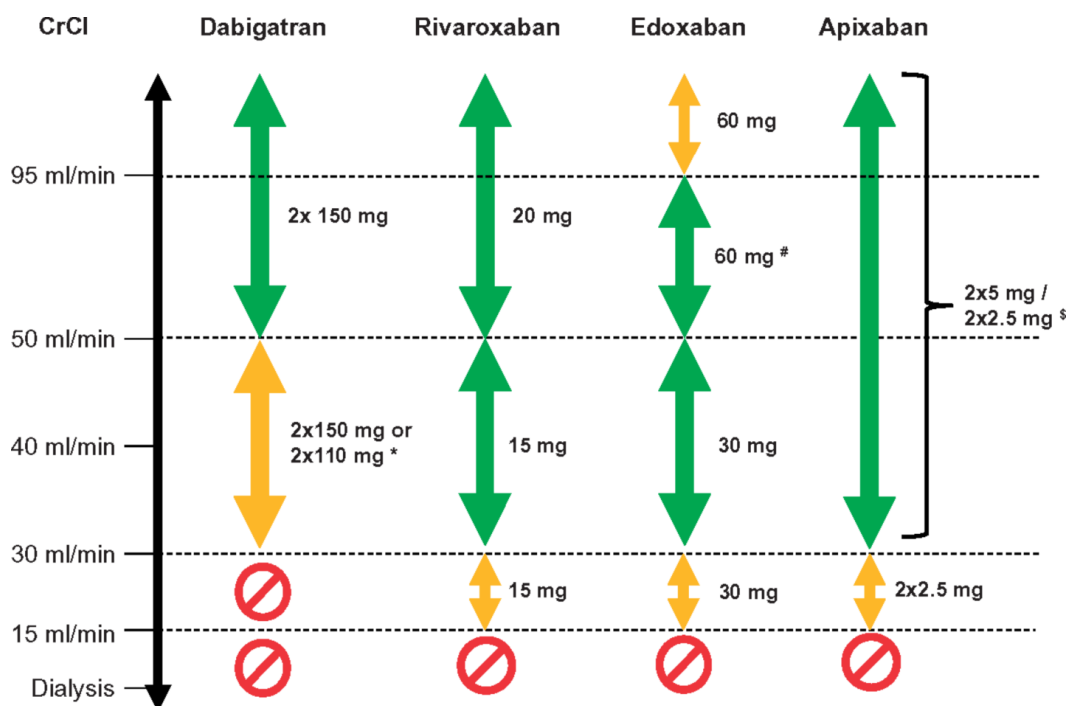 CrCl Dabigatran Rivaroxaban Edoxaban Apixaban
60 mg
95 ml/min
2x 150 mg
20 mg
60 mg #
2x5 mg /
2x2.5 mg $
50 ml/min
2x150 mg or
2x110 mg *
40 ml/min
15 mg
30 mg
30 ml/min
15 mg
30 mg
2x2.5 mg
15 ml/min
Dialysis